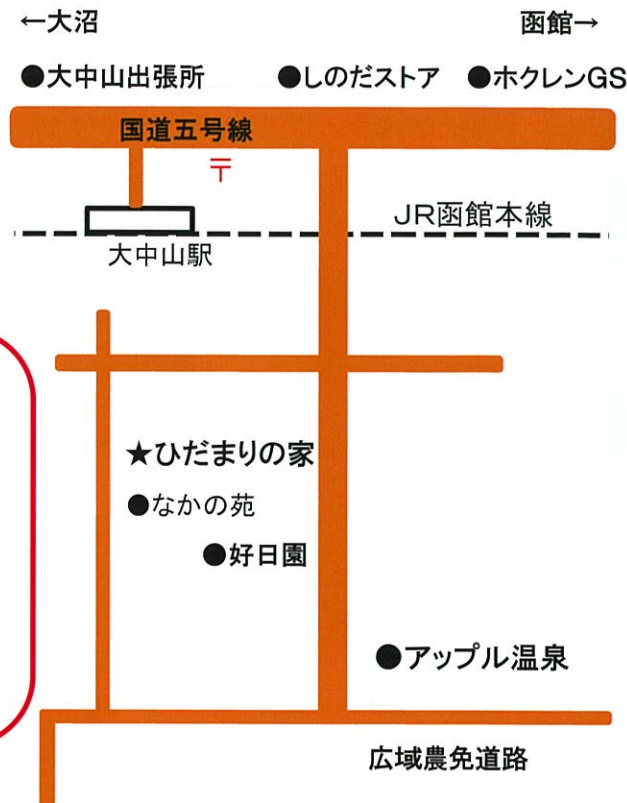 ←大沼 函館→
●大中山出張所 ●しのだストア ●ホクレンGS
国道五号線
〒
JR函館本線
大中山駅
★ひだまりの家
●なかの苑
●好日園
●アップル温泉
広域農免道路